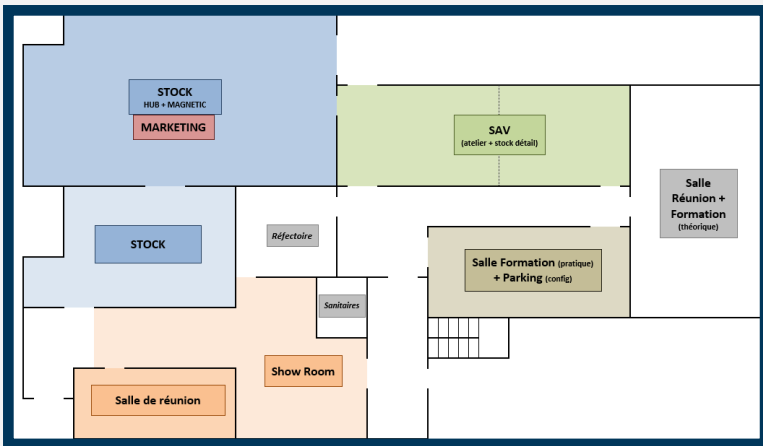 STOCK
HUB + MAGNETIC
MARKETING
SAV
(atelier + stock détail)
Salle
Réunion +
Formation
(théorique)
STOCK
Réfectoire
Salle Formation (pratique)
+ Parking (config)
Sanitaires
Show Room
Salle de réunion